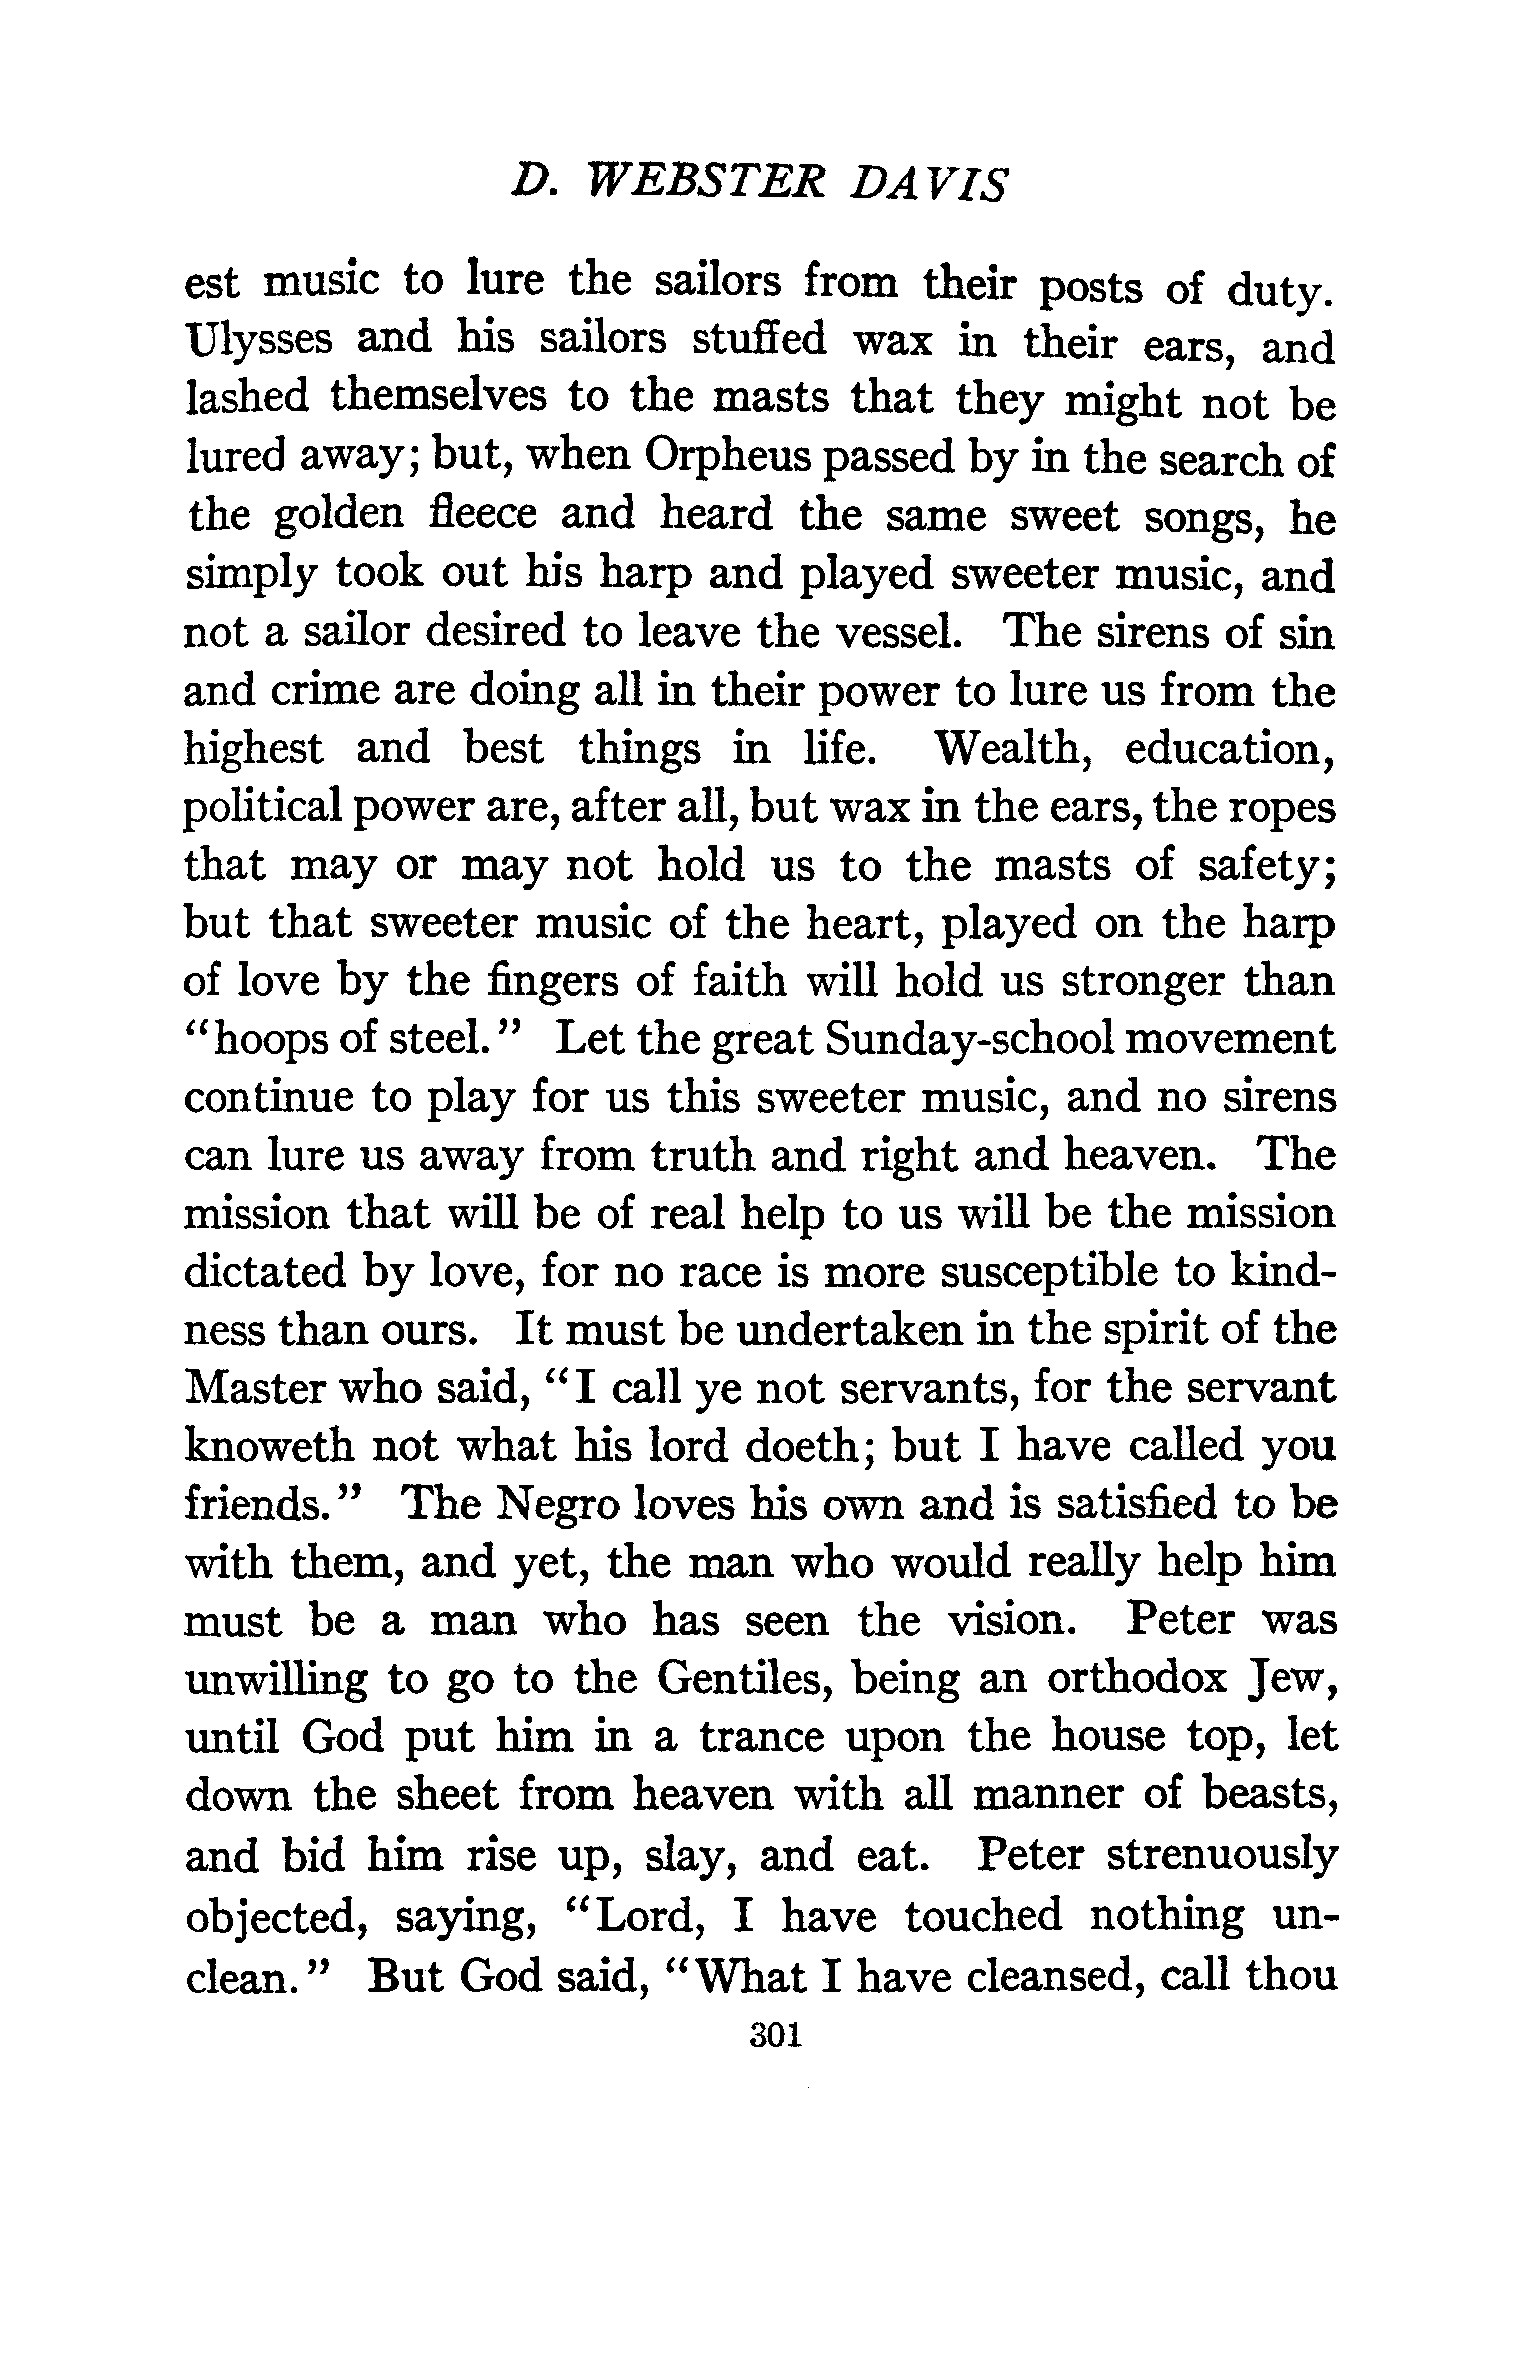 D. WEBSTER DAVIS
est music to lure the sailors from their posts of duty.
Ulysses and his sailors stuffed wax in their ears, and
lashed themselves to the masts that they might not be
lured away; but, when Orpheus passed by in the search of
the golden fleece and heard the same sweet songs, he
simply took out his harp and played sweeter music, and
not a sailor desired to leave the vessel. The sirens of sin
and crime are doing all in their power to lure us from the
highest and best things in life. Wealth, education,
political power are, after all, but wax in the ears, the ropes
that may or may not hold us to the masts of safety;
but that sweeter music of the heart, played on the harp
of love by the fingers of faith will hold us stronger than
"hoops of steel." Let the great Sunday-school movement
continue to play for us this sweeter music, and no sirens
can lure us away from truth and right and heaven. The
mission that will be of real help to us will be the mission
dictated by love, for no race is more susceptible to kind-
ness than ours. It must be undertaken in the spirit of the
Master who said, "I call ye not servants, for the servant
knoweth not what his lord doeth; but I have called you
friends." The Negro loves his own and is satisfied to be
with them, and yet, the man who would really help him
must be a man who has seen the vision. Peter was
unwilling to go to the Gentiles, being an orthodox Jew,
until God put him in a trance upon the house top, let
down the sheet from heaven with all manner of beasts,
and bid him rise up, slay, and eat. Peter strenuously
objected, saying, "Lord, I have touched nothing un-
clean." But God said, "What I have cleansed, call thou
301